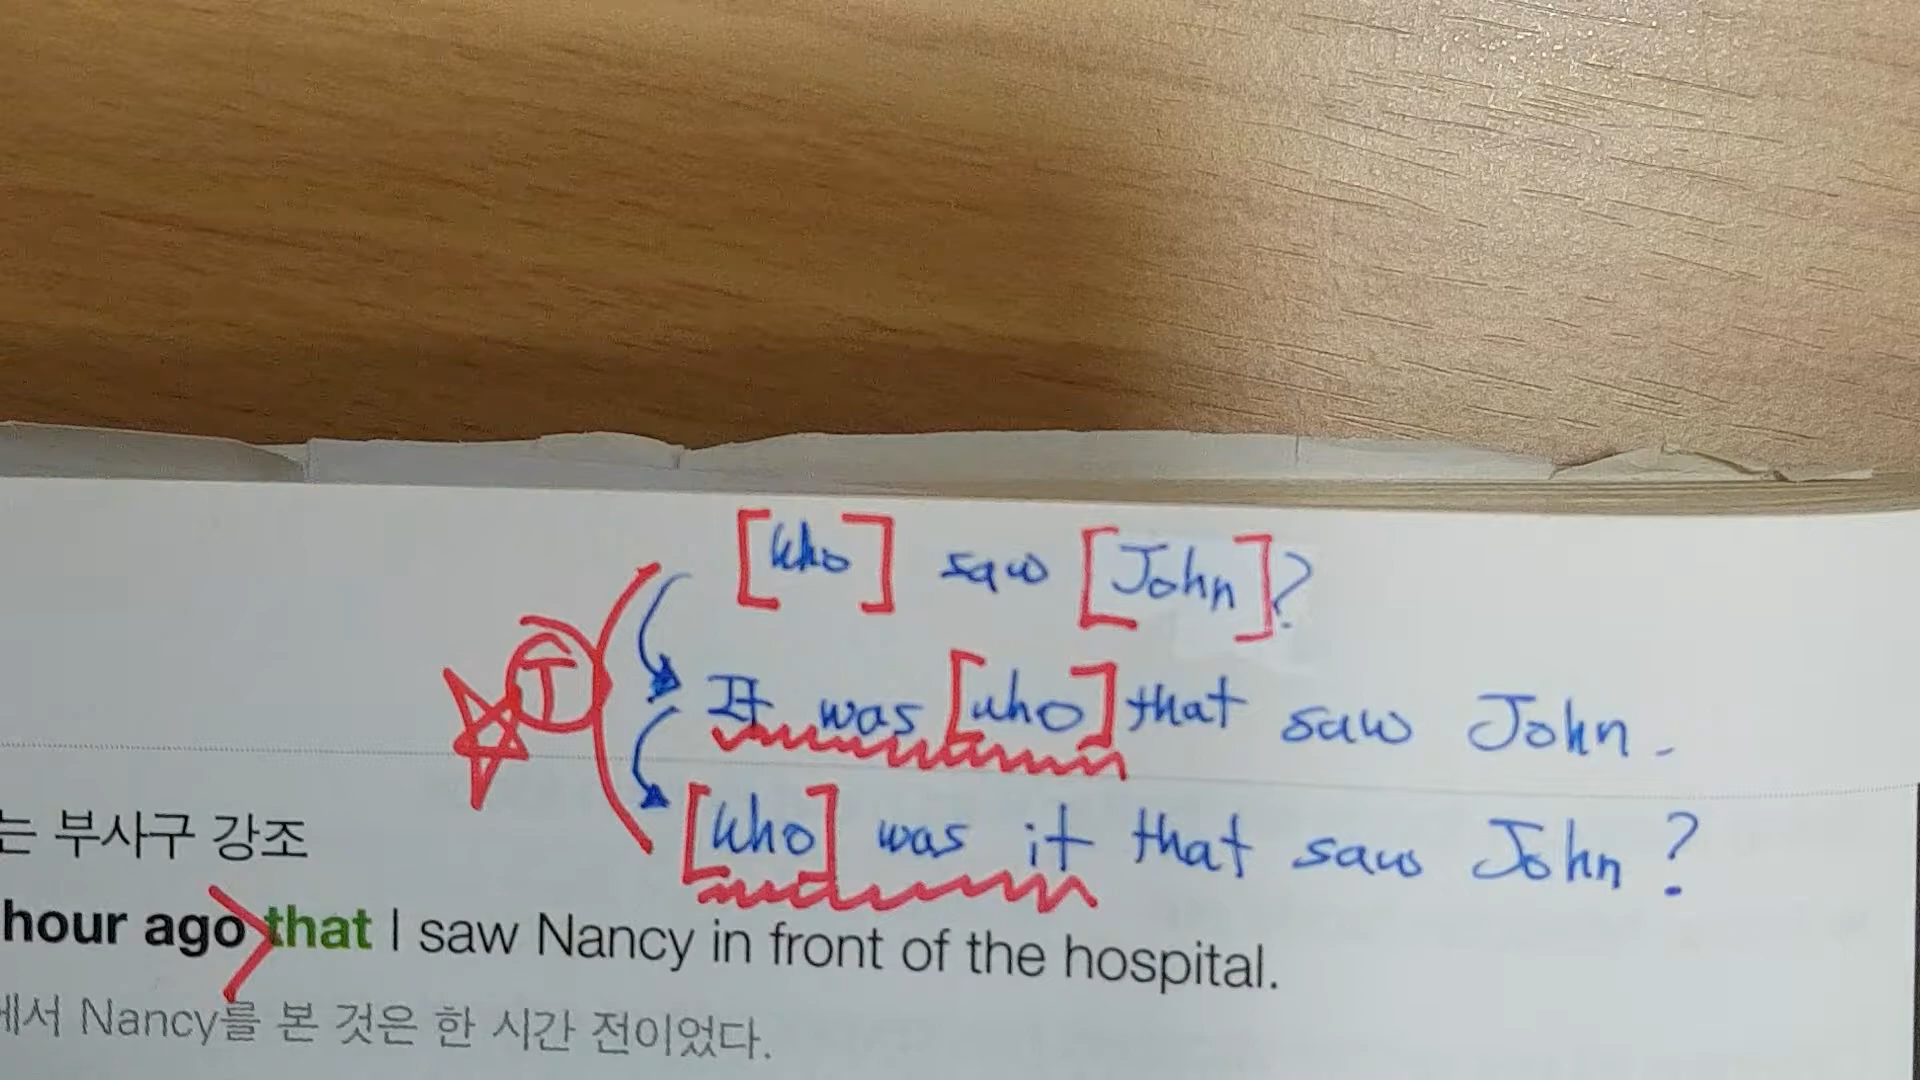 [who] saw [John]?
It was [who] that saw John.
I
[who] was it that saw John?
는 부사구 강조
hour ago that I saw Nancy in front of the hospital.
에서 Nancy를 본 것은 한 시간 전이었다.